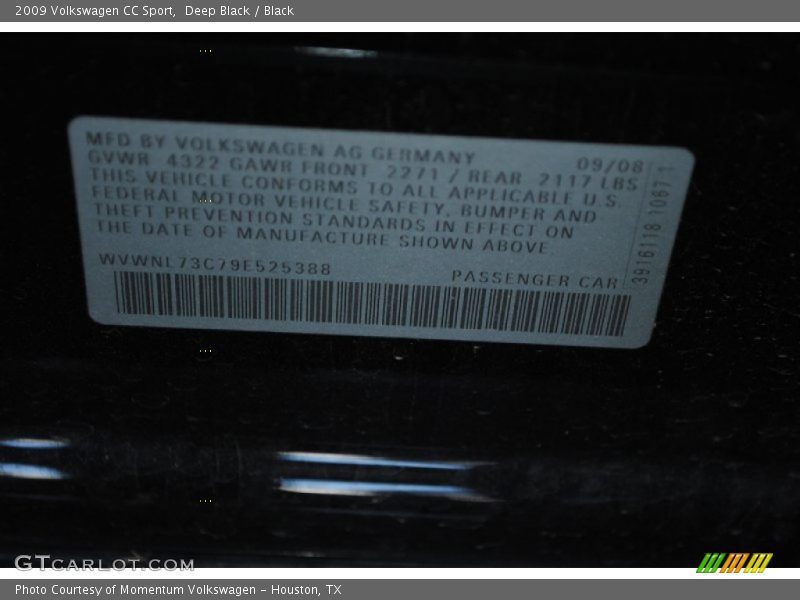 2009 Volkswagen CC Sport,  Deep Black / Black
MFD BY VOLKSWAGEN AG GERMANY 09/08
GVWR 4322 GAWR FRONT 2271 / REAR 2117 LBS
THIS VEHICLE CONFORMS TO ALL APPLICABLE U.S.
FEDERAL MOTOR VEHICLE SAFETY, BUMPER AND
THEFT PREVENTION STANDARDS IN EFFECT ON
THE DATE OF MANUFACTURE SHOWN ABOVE
WVWNL73C79E525388 PASSENGER CAR
3916118 1067 1
GTCARLOT.COM
Photo Courtesy of Momentum Volkswagen - Houston, TX